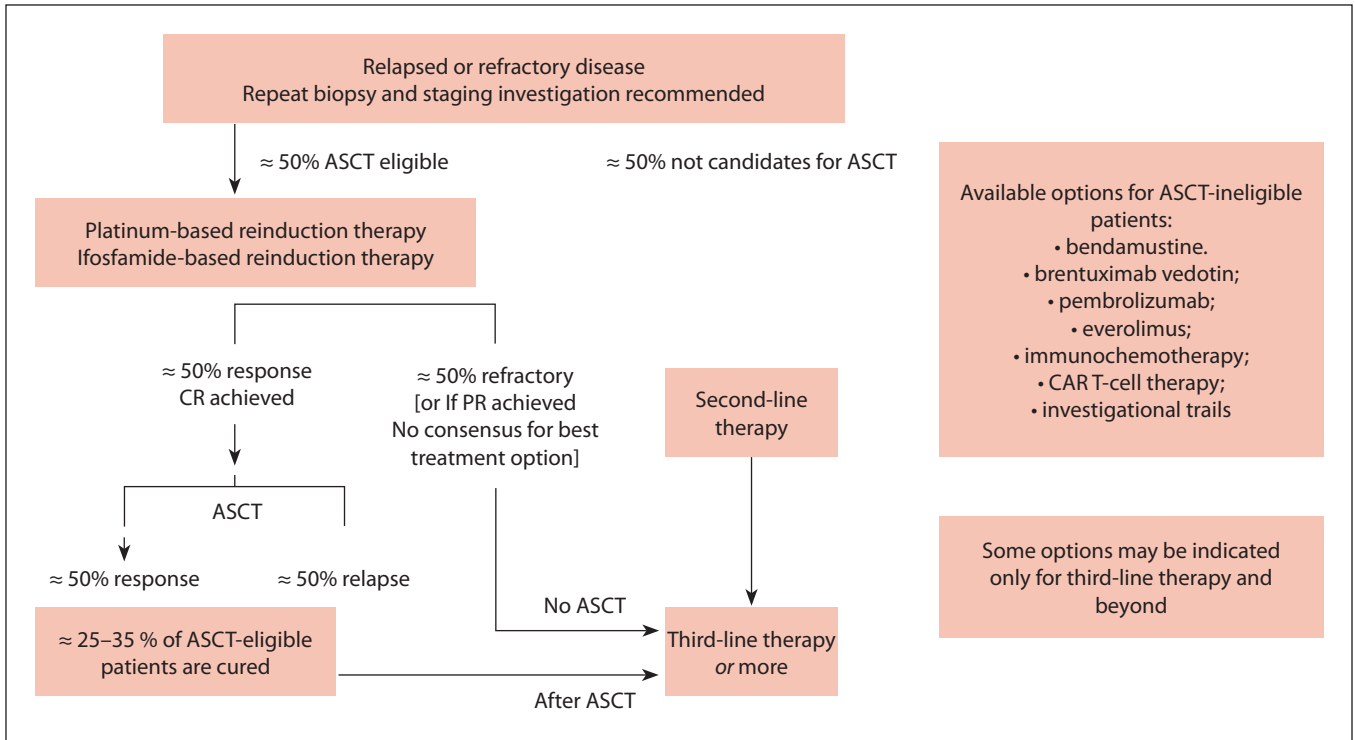 Relapsed or refractory disease
Repeat biopsy and staging investigation recommended
≈ 50% ASCT eligible
≈ 50% not candidates for ASCT
Platinum-based reinduction therapy
Ifosfamide-based reinduction therapy
≈ 50% response
CR achieved
≈ 50% refractory
[or If PR achieved
No consensus for best
treatment option]
Second-line
therapy
ASCT
≈ 50% response
≈ 50% relapse
≈ 25–35 % of ASCT-eligible
patients are cured
No ASCT
After ASCT
Third-line therapy
or more
Available options for ASCT-ineligible
patients:
• bendamustine.
• brentuximab vedotin;
• pembrolizumab;
• everolimus;
• immunochemotherapy;
• CAR T-cell therapy;
• investigational trails
Some options may be indicated
only for third-line therapy and
beyond